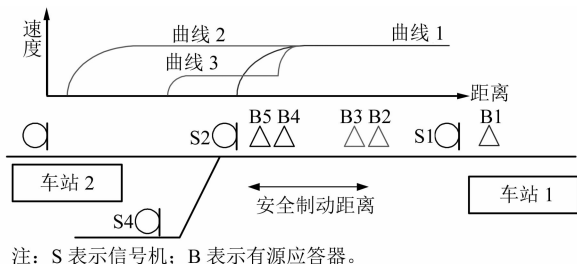 速度
曲线 2
曲线 1
曲线 3
距离
S2
B5
B4
B3
B2
S1
B1
车站 2
安全制动距离
车站 1
S4
注：S 表示信号机；B 表示有源应答器。